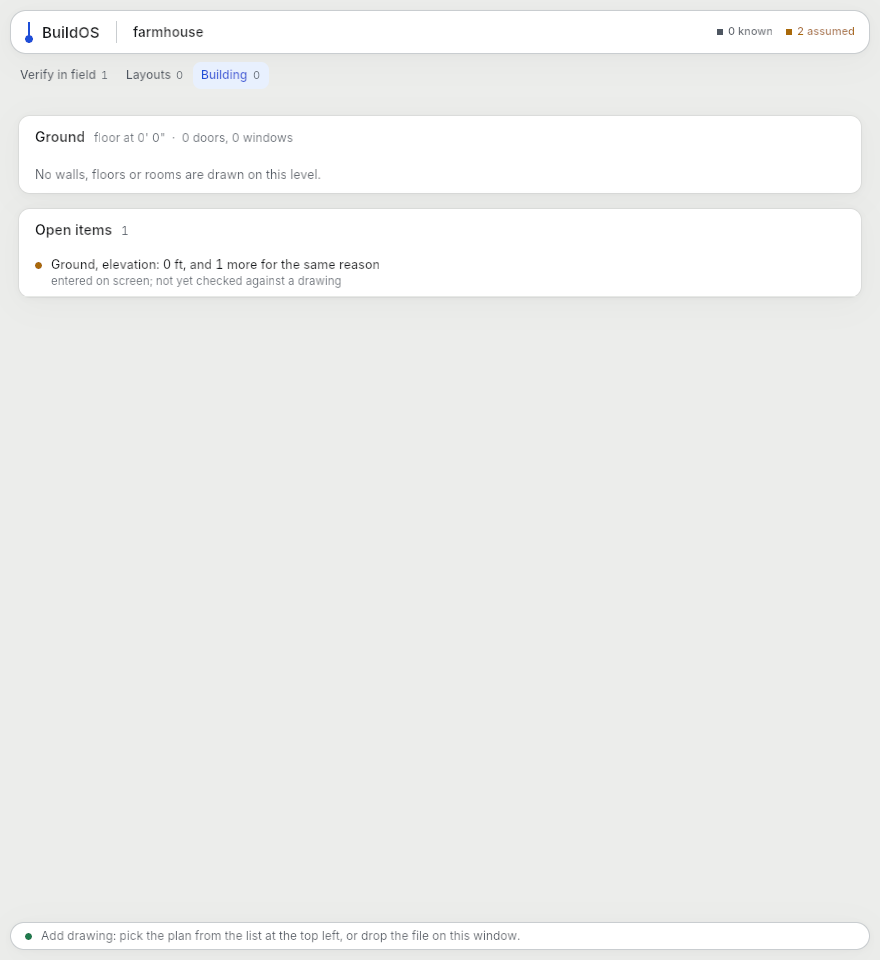 BuildOS farmhouse 0 known 2 assumed
Verify in field 1 Layouts 0 Building 0
Ground floor at 0' 0" · 0 doors, 0 windows
No walls, floors or rooms are drawn on this level.
Open items 1
Ground, elevation: 0 ft, and 1 more for the same reason
entered on screen; not yet checked against a drawing
Add drawing: pick the plan from the list at the top left, or drop the file on this window.